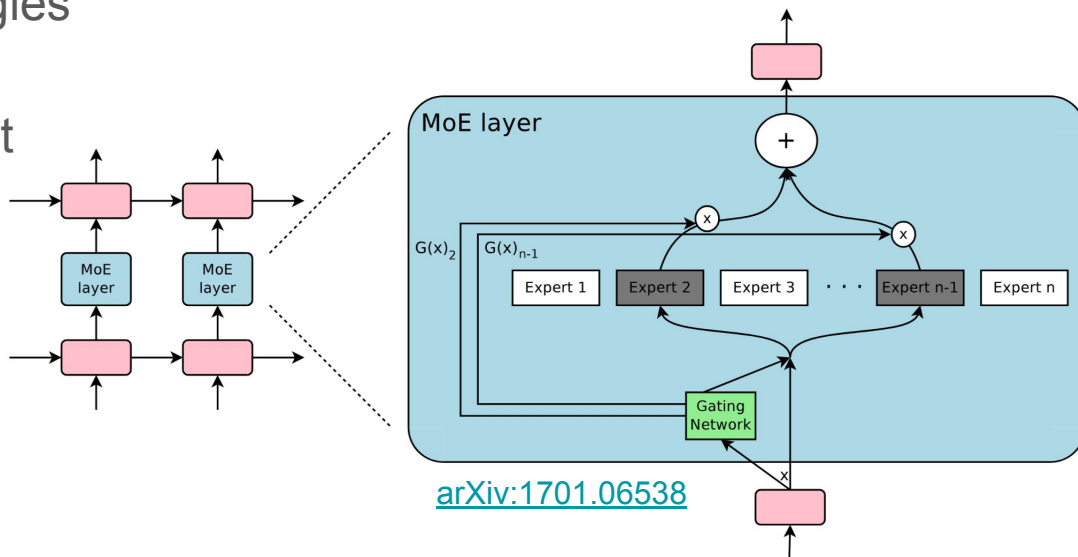 gies
t
MoE layer
+
x
x
G(x)2
G(x)n-1
MoE
layer
MoE
layer
Expert 1
Expert 2
Expert 3
. . .
Expert n-1
Expert n
Gating
Network
x
arXiv:1701.06538